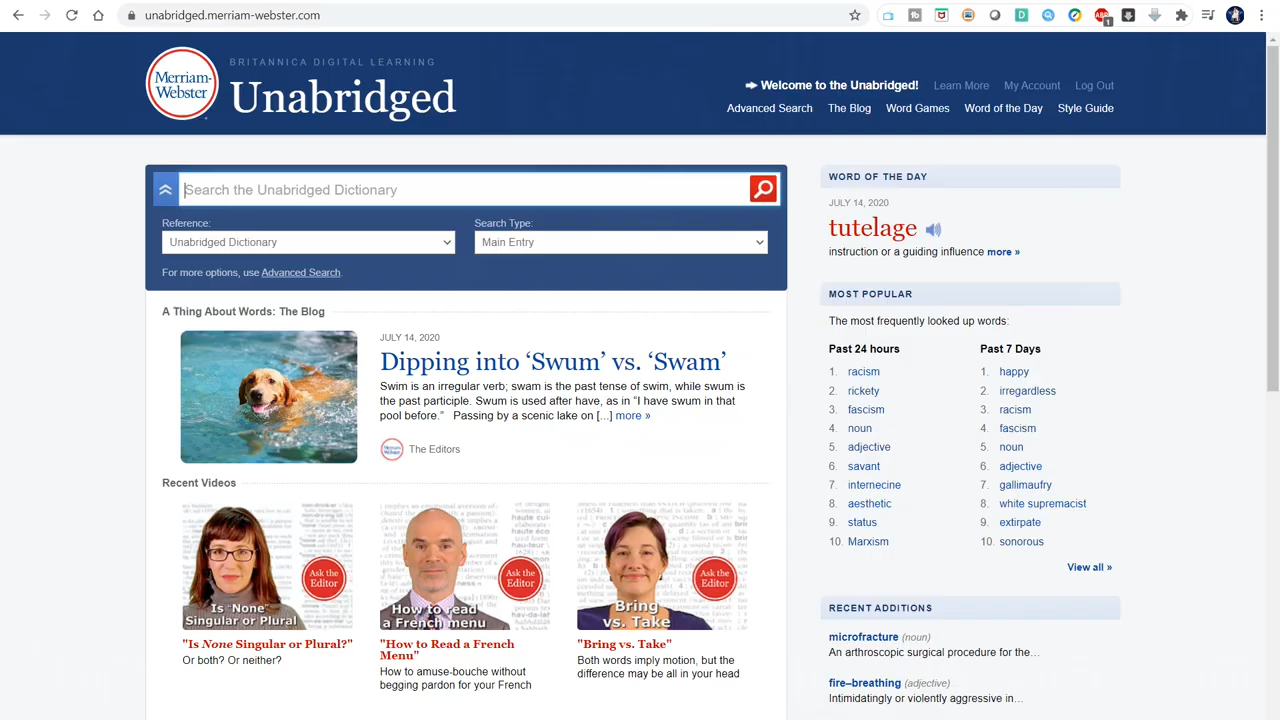 unabridged.merriam-webster.com
1
Merriam-
Webster
BRITANNICA DIGITAL LEARNING
Unabridged
Welcome to the Unabridged! Learn More My Account Log Out
Advanced Search The Blog Word Games Word of the Day Style Guide
Search the Unabridged Dictionary
Reference:
Unabridged Dictionary
Search Type:
Main Entry
For more options, use Advanced Search.
A Thing About Words: The Blog
JULY 14, 2020
Dipping into ‘Swum’ vs. ‘Swam’
Swim is an irregular verb; swam is the past tense of swim, while swum is
the past participle. Swum is used after have, as in “I have swum in that
pool before.” Passing by a scenic lake on [...] more »
The Editors
Recent Videos
Ask the
Editor
Is None
Singular or Plural
"Is None Singular or Plural?"
Or both? Or neither?
Ask the
Editor
How to read
a French menu
"How to Read a French
Menu"
How to amuse-bouche without
begging pardon for your French
Ask the
Editor
Bring
vs. Take
"Bring vs. Take"
Both words imply motion, but the
difference may be all in your head
WORD OF THE DAY
JULY 14, 2020
tutelage
instruction or a guiding influence more »
MOST POPULAR
The most frequently looked up words:
Past 24 hours
1. racism
2. rickety
3. fascism
4. noun
5. adjective
6. savant
7. internecine
8. aesthetic
9. status
10. Marxism
Past 7 Days
1. happy
2. irregardless
3. racism
4. fascism
5. noun
6. adjective
7. gallimaufry
8. white supremacist
9. extirpate
10. sonorous
View all »
RECENT ADDITIONS
microfracture (noun)
An arthroscopic surgical procedure for the…
fire–breathing (adjective)
Intimidatingly or violently aggressive in…